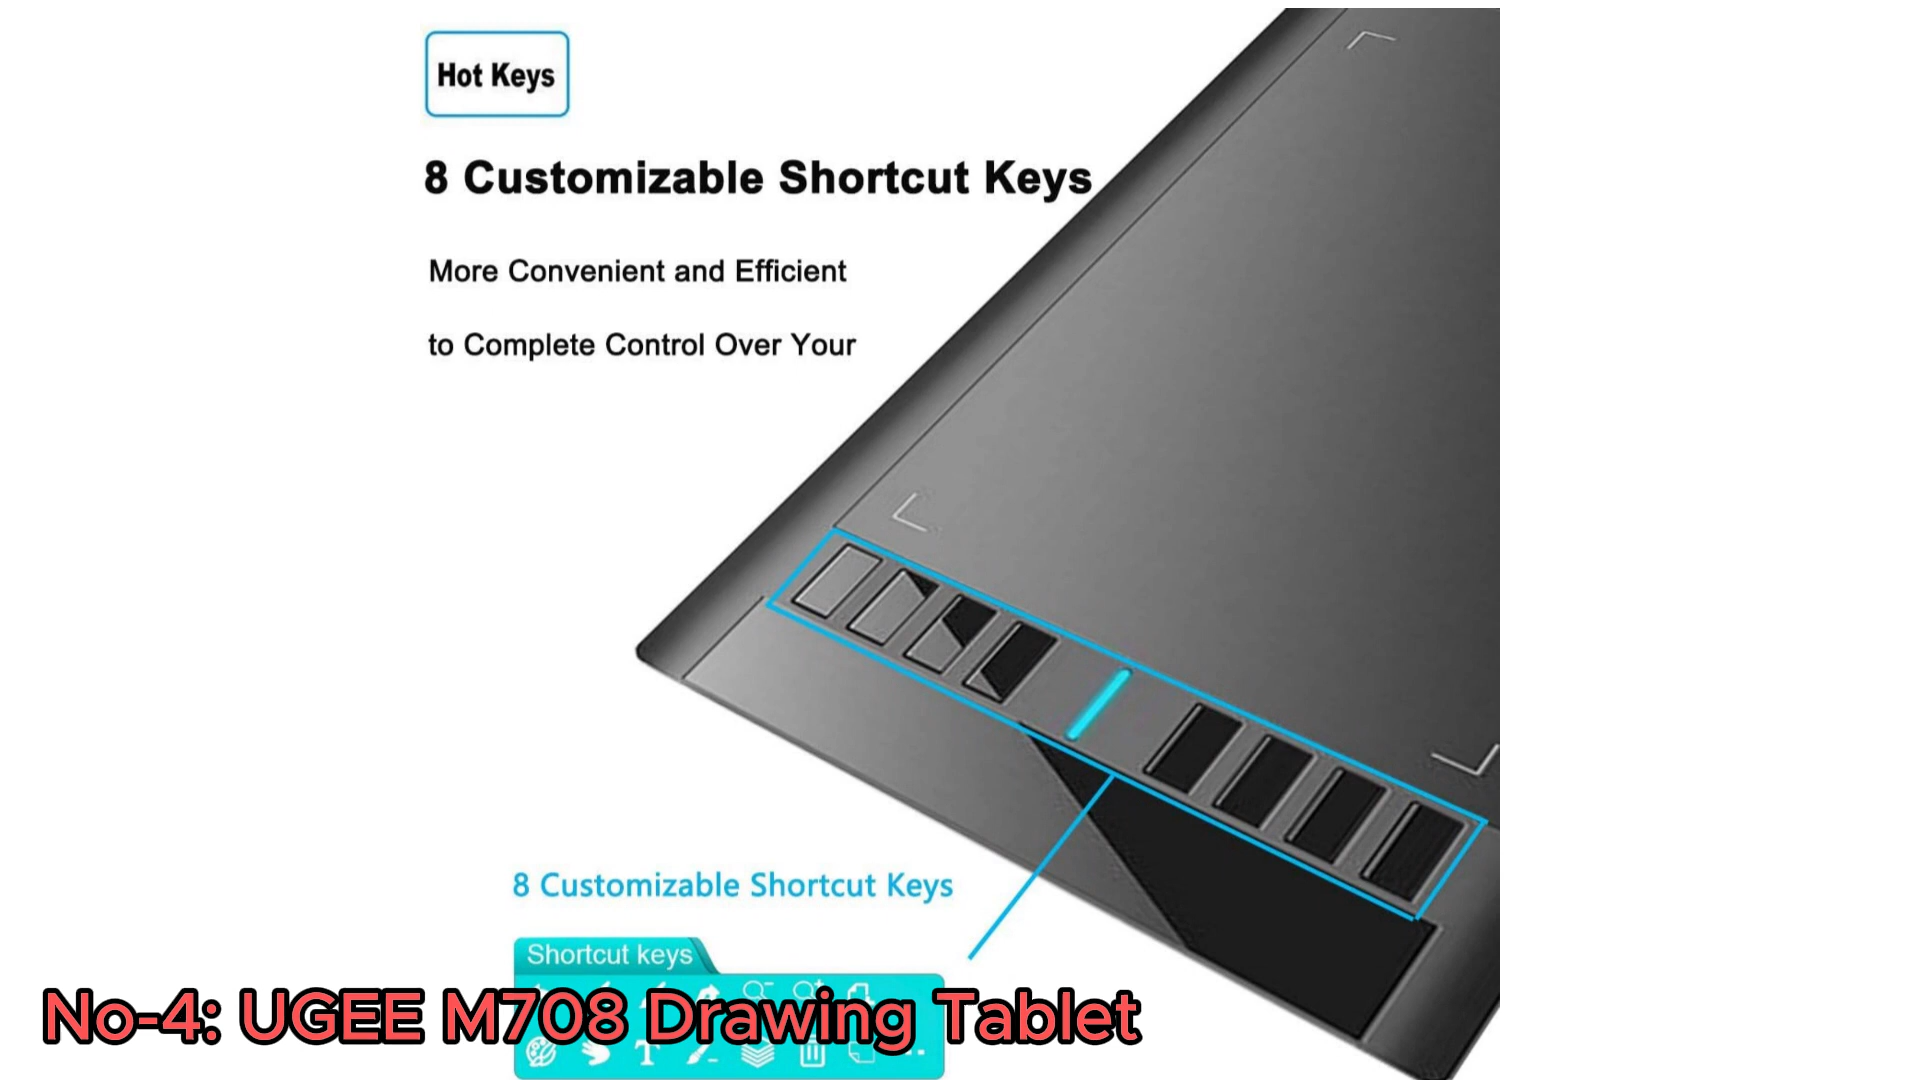 Hot Keys
8 Customizable Shortcut Keys
More Convenient and Efficient
to Complete Control Over Your
8 Customizable Shortcut Keys
Shortcut keys
No-4: UGEE M708 Drawing Tablet